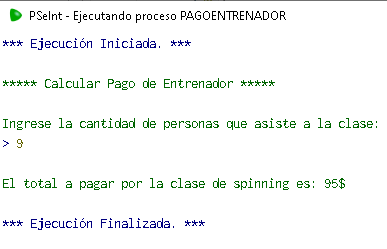 PSeInt - Ejecutando proceso PAGOENTRENADOR
*** Ejecución Iniciada. ***
***** Calcular Pago de Entrenador *****
Ingrese la cantidad de personas que asiste a la clase:
> 9
El total a pagar por la clase de spinning es: 95$
*** Ejecución Finalizada. ***